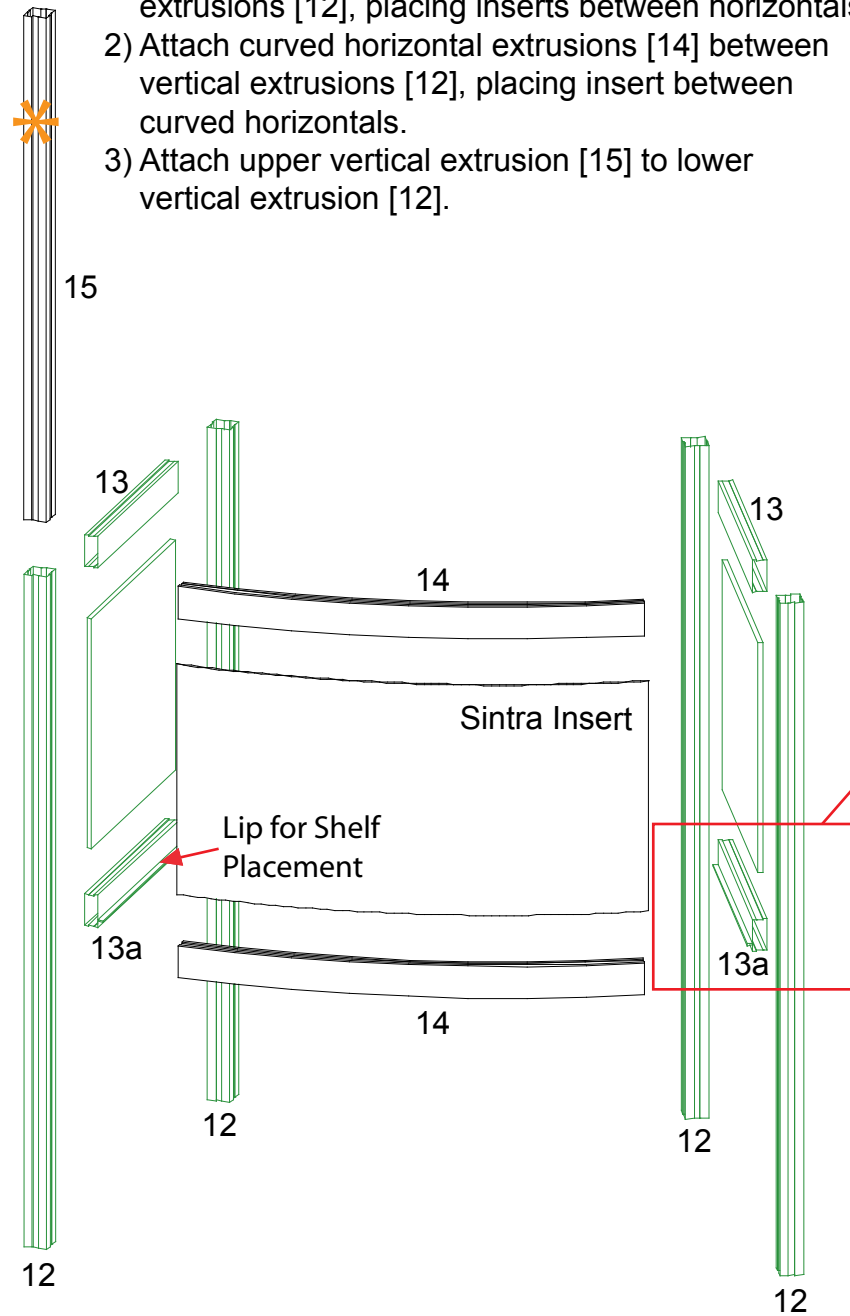 extrusions [12], placing inserts between horizontals
2) Attach curved horizontal extrusions [14] between
vertical extrusions [12], placing insert between
curved horizontals.
3) Attach upper vertical extrusion [15] to lower
vertical extrusion [12].
15
13
13
14
Sintra Insert
Lip for Shelf
Placement
13a
13a
14
12
12
12
12